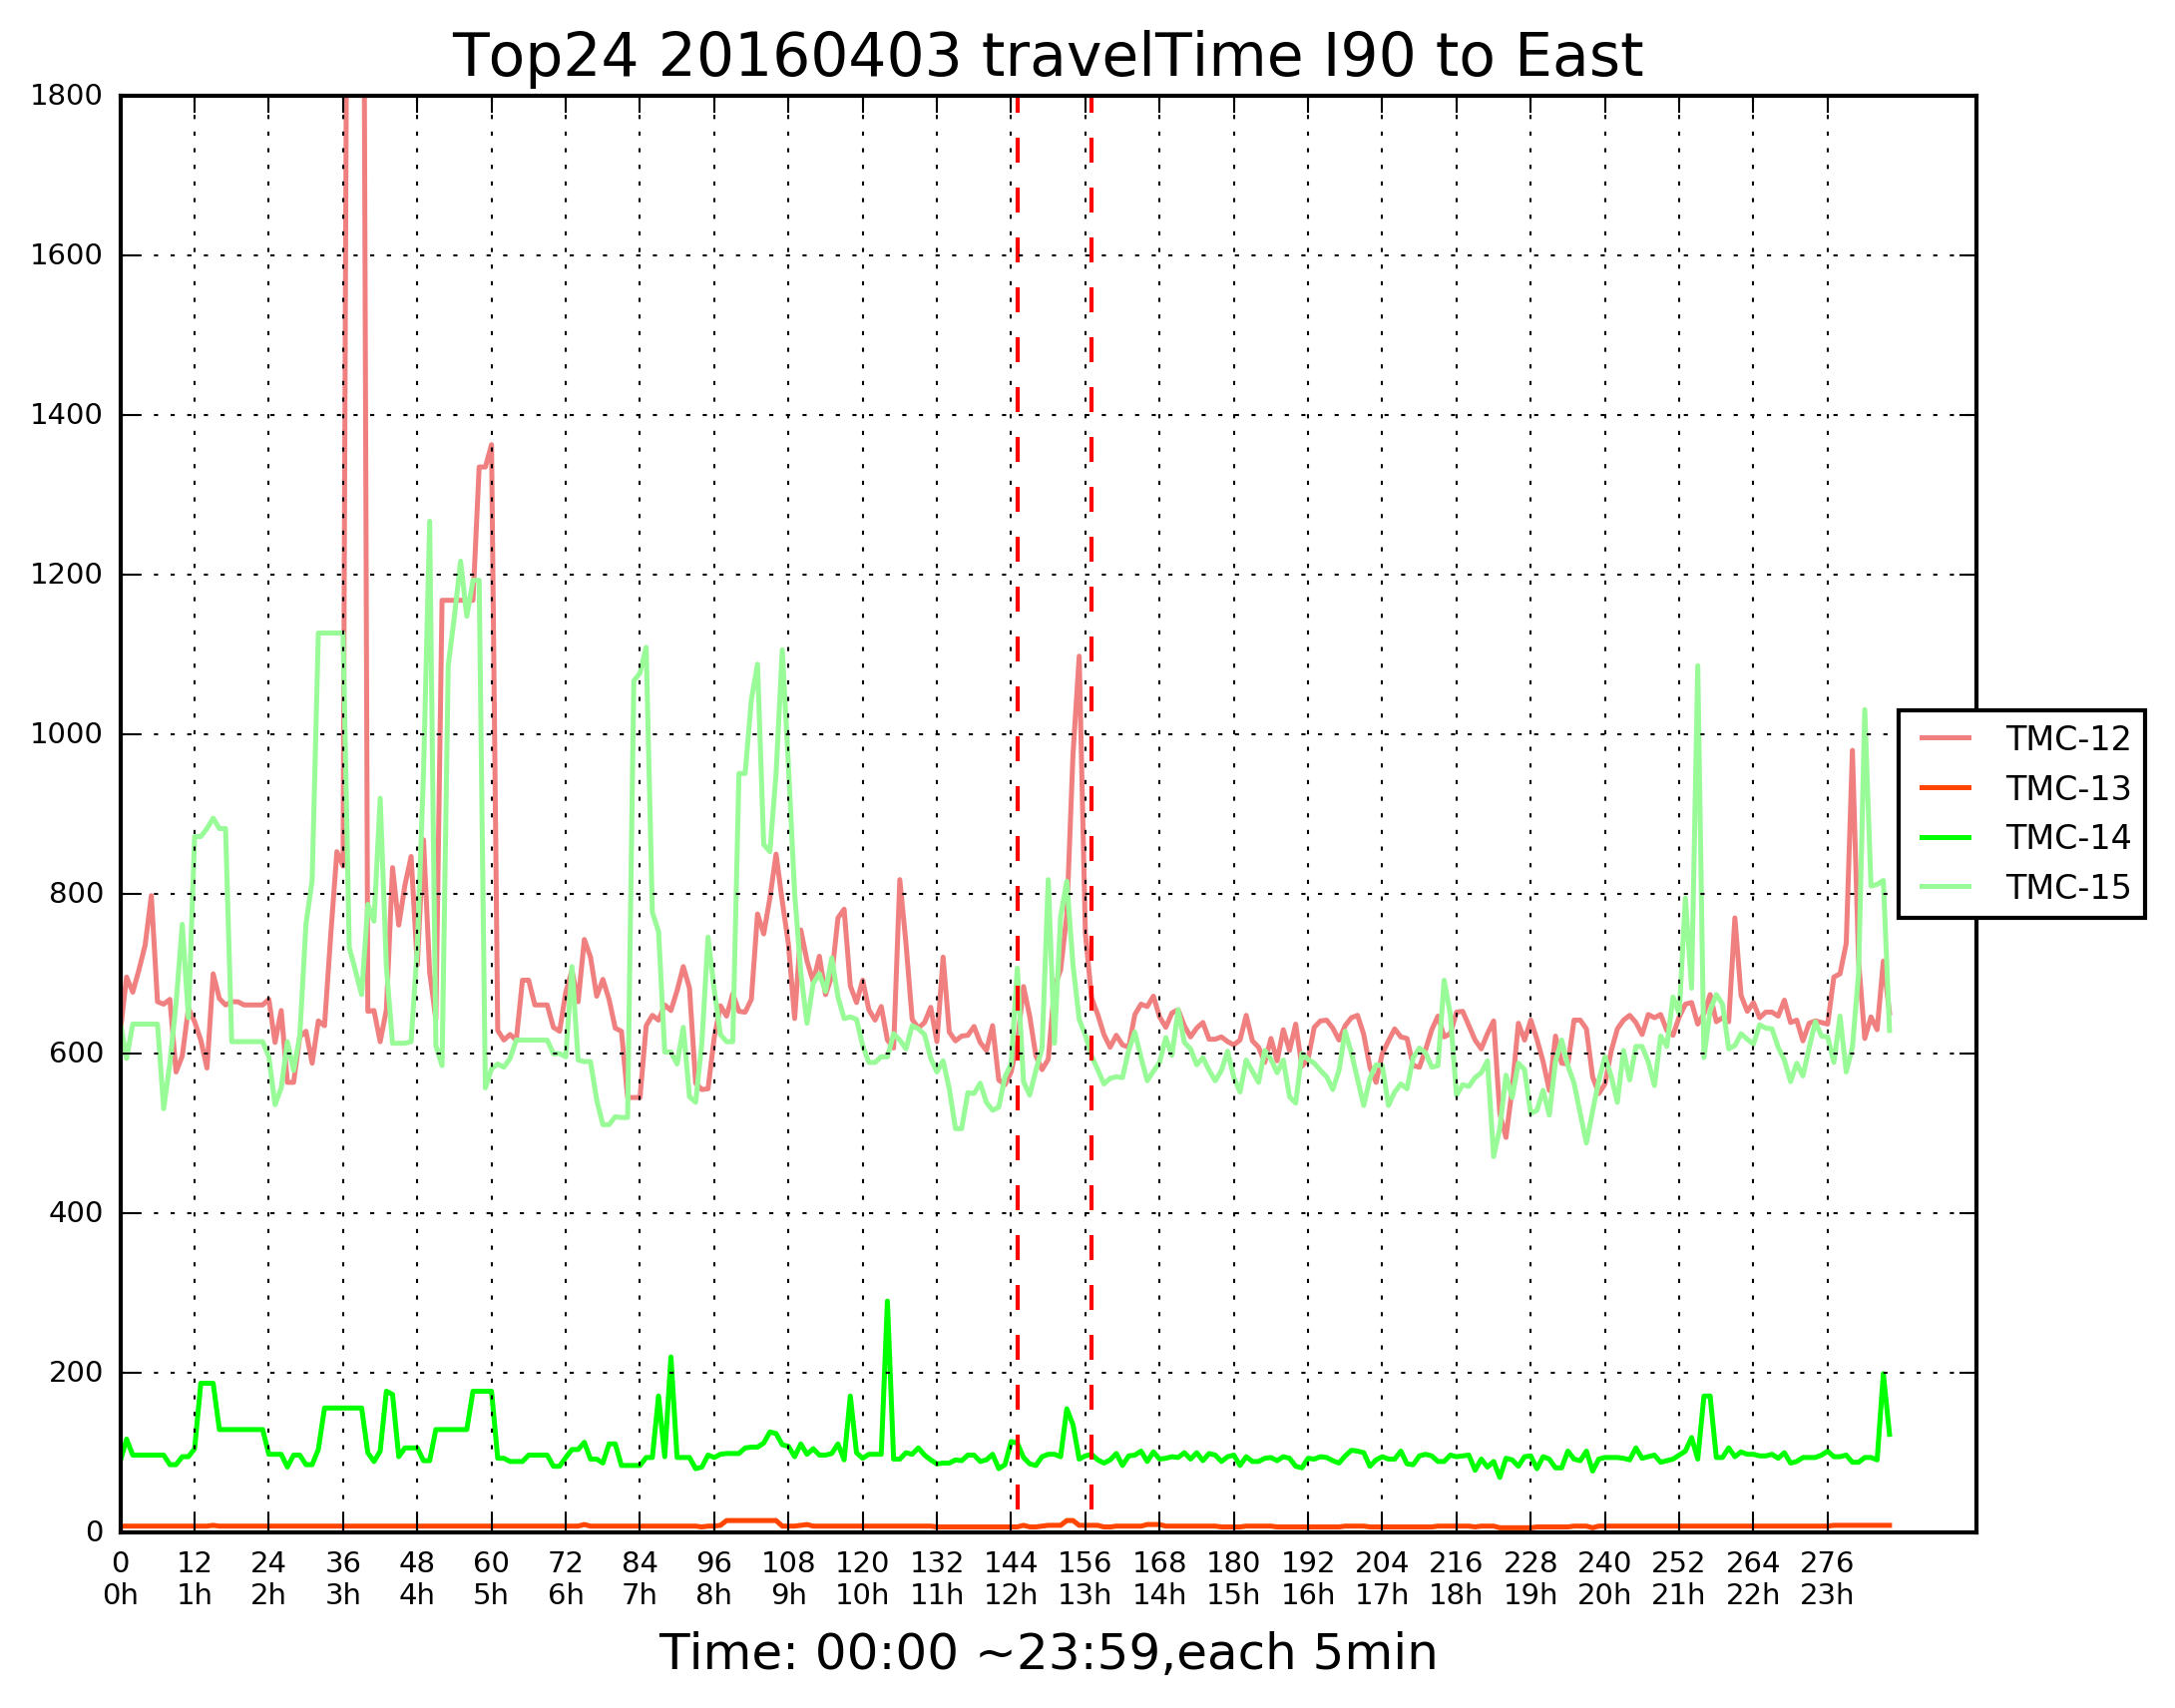 Top24 20160403 travelTime I90 to East
1800
1600
1400
1200
1000
800
600
400
200
0
TMC-12
TMC-13
TMC-14
TMC-15
0 12 24 36 48 60 72 84 96 108 120 132 144 156 168 180 192 204 216 228 240 252 264 276
0h 1h 2h 3h 4h 5h 6h 7h 8h 9h 10h 11h 12h 13h 14h 15h 16h 17h 18h 19h 20h 21h 22h 23h
Time: 00:00 ~23:59,each 5min